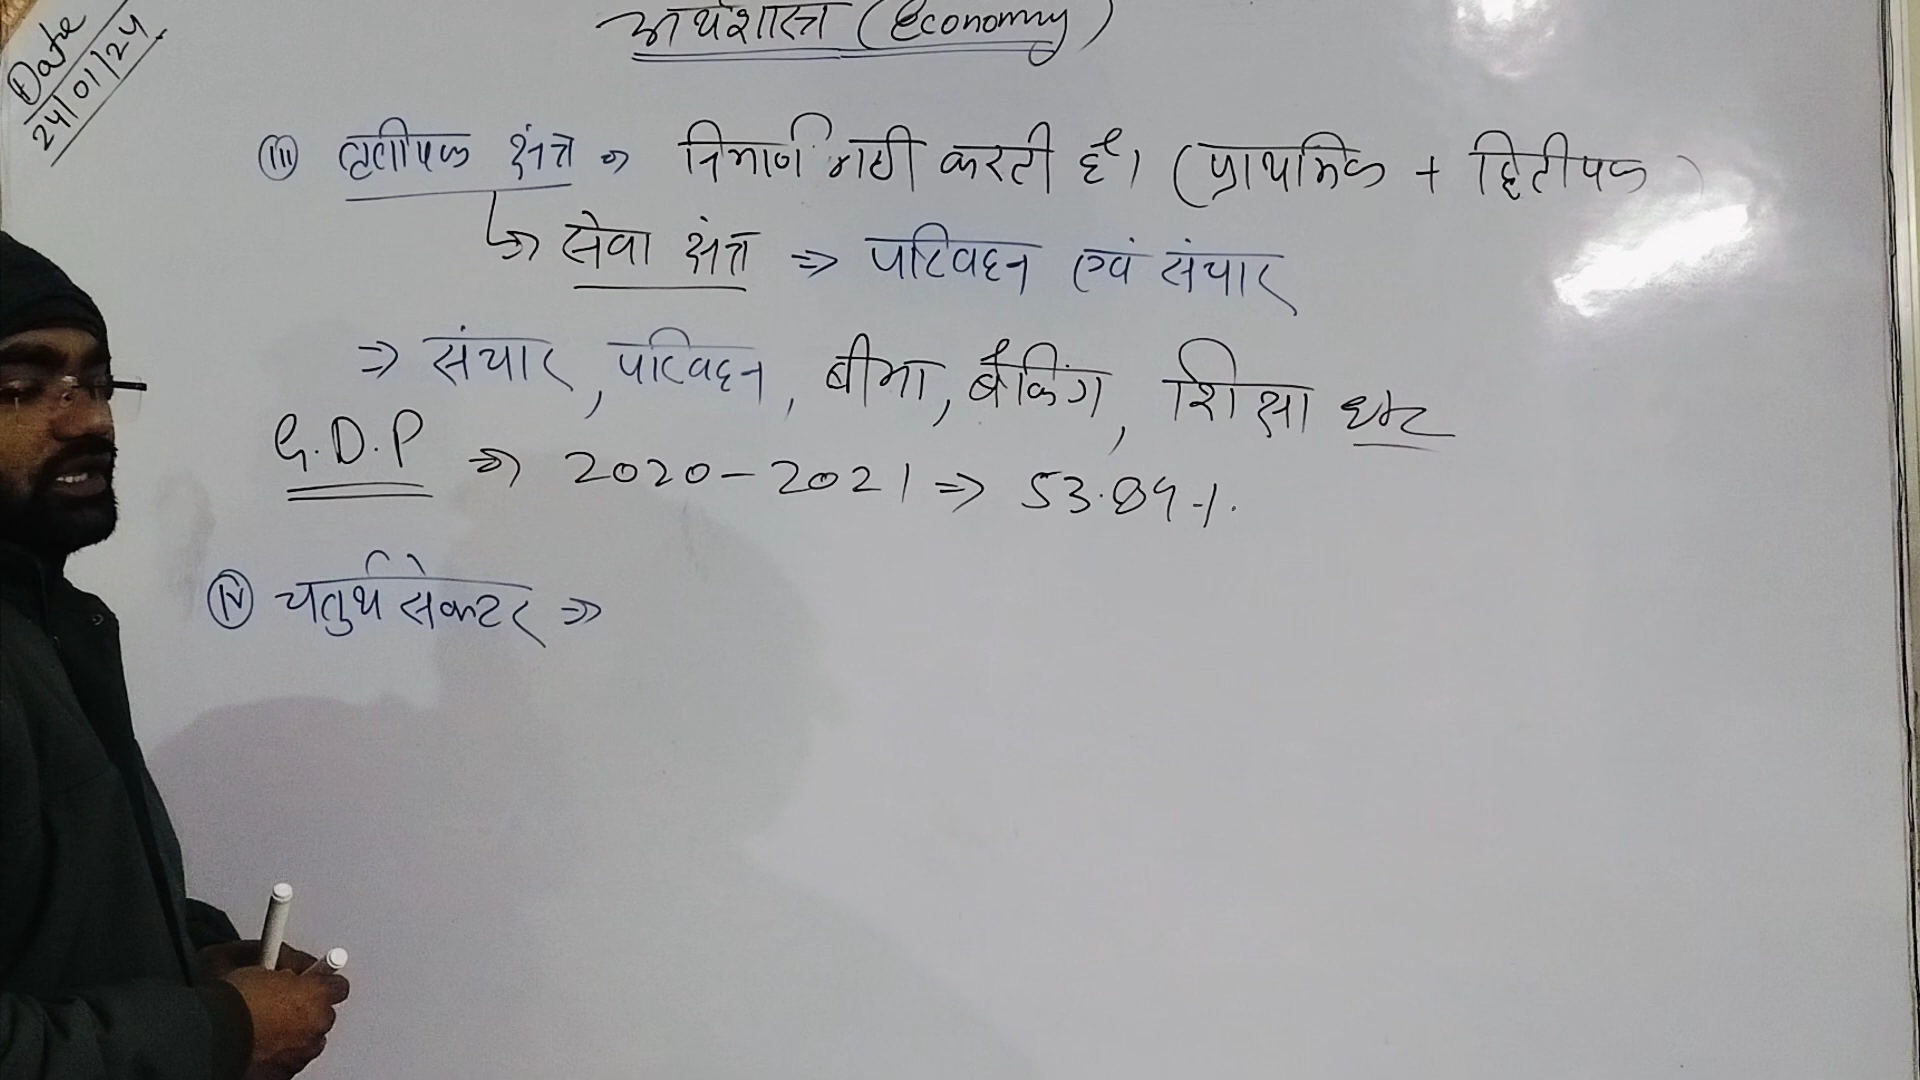 Date
24/01/24
अर्थशास्त्र (Economy)
(iii) तृतीयक क्षेत्र ⇒ निर्माण नही करती है। (प्राथमिक + द्वितीयक)
↳ सेवा क्षेत्र ⇒ परिवहन एवं संचार
⇒ संचार, परिवहन, बीमा, बैंकिंग, शिक्षा
G.D.P ⇒ 2020-2021 ⇒ 53.89%.
(iv) चतुर्थ सेक्टर ⇒